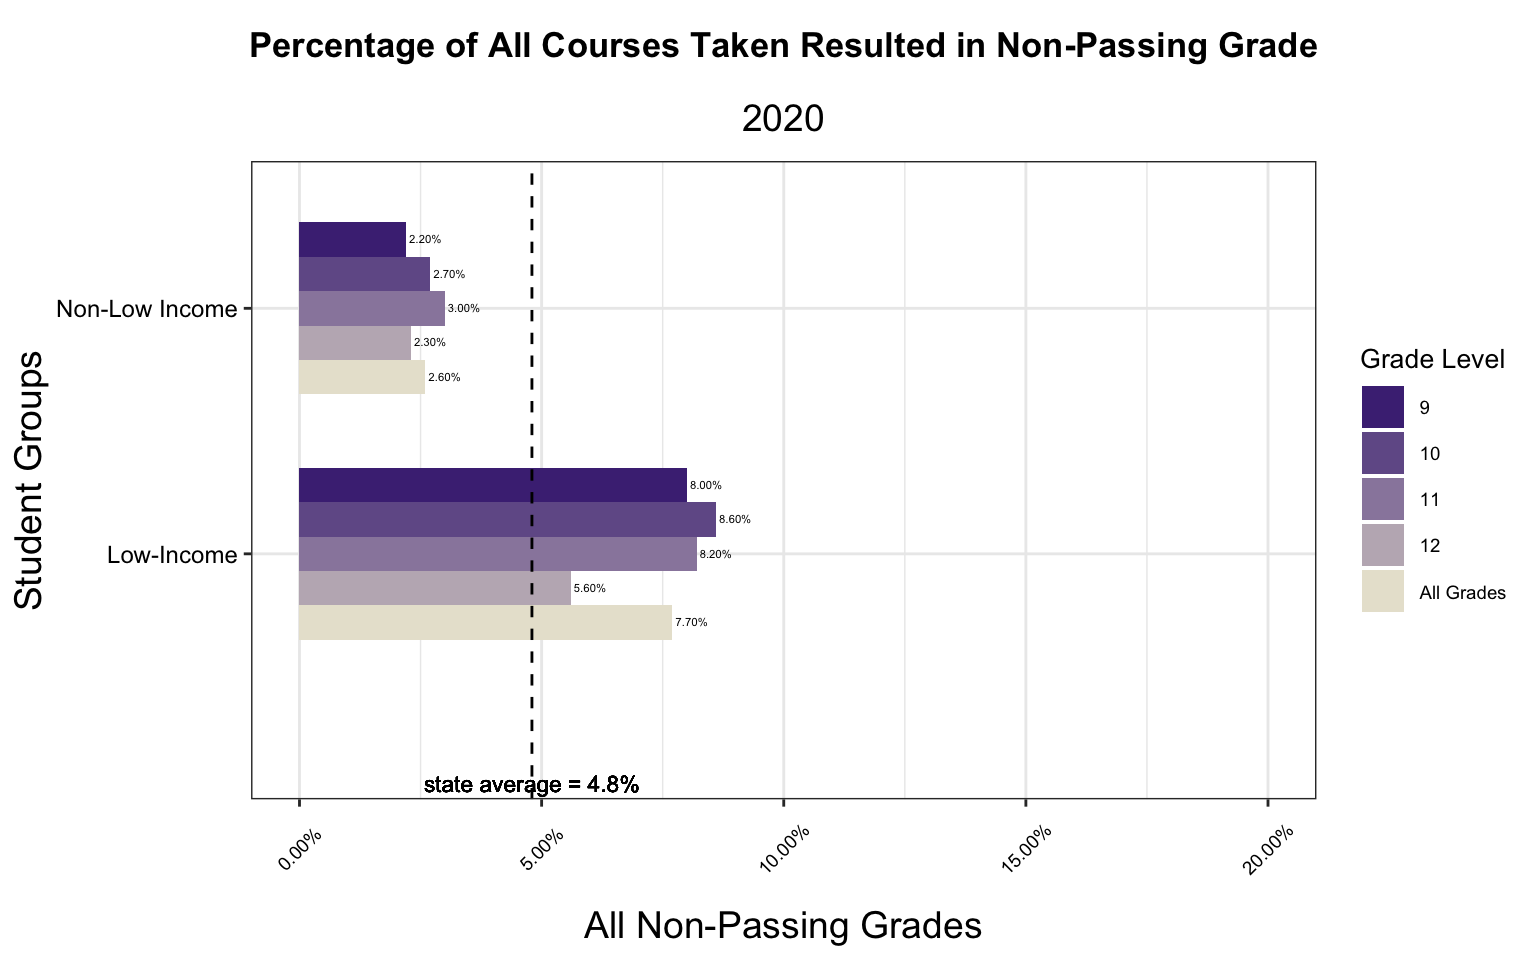 Percentage of All Courses Taken Resulted in Non-Passing Grade
2020
Student Groups
Non-Low Income
2.20%
2.70%
3.00%
2.30%
2.60%
Low-Income
8.00%
8.60%
8.20%
5.60%
7.70%
state average = 4.8%
0.00%
5.00%
10.00%
15.00%
20.00%
All Non-Passing Grades
Grade Level
9
10
11
12
All Grades